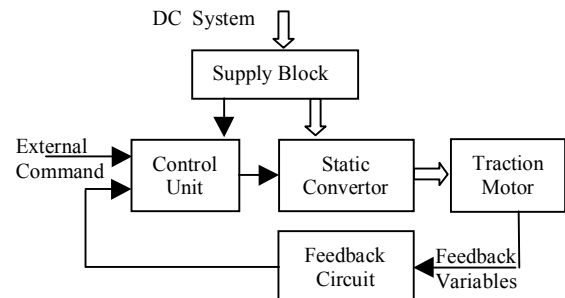 DC System
Supply Block
External
Command
Control
Unit
Static
Convertor
Traction
Motor
Feedback
Circuit
Feedback
Variables